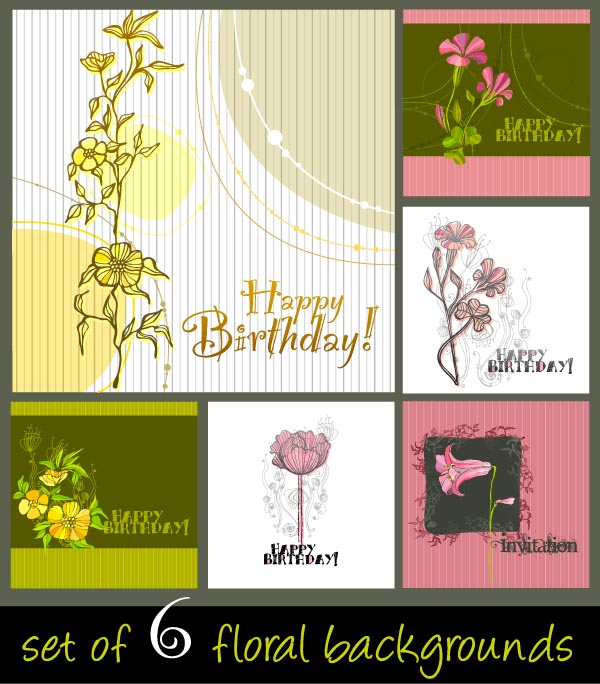 Happy
Birthday!
HAPPY
BIRTHDAY!
HAPPY
BIRTHDAY!
HAPPY
BIRTHDAY!
HAPPY
BIRTHDAY!
Invitation
set of 6 floral backgrounds